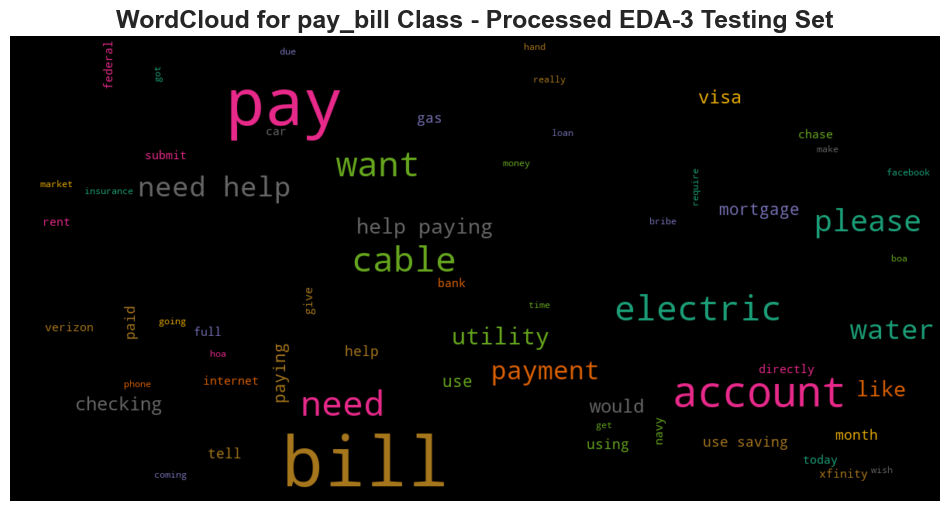 WordCloud for pay_bill Class - Processed EDA-3 Testing Set
federal
got
due
hand
really
pay
car
gas
loan
visa
chase
make
submit
want
money
facebook
market
insurance
need help
require
rent
help paying
bribe
mortgage
please
cable
boa
bank
give
time
electric
verizon
paid
going
full
utility
water
hoa
help
phone
internet
paying
use
payment
directly
account
like
checking
need
would
get
using
navy
use saving
month
tell
bill
coming
today
xfinity
wish